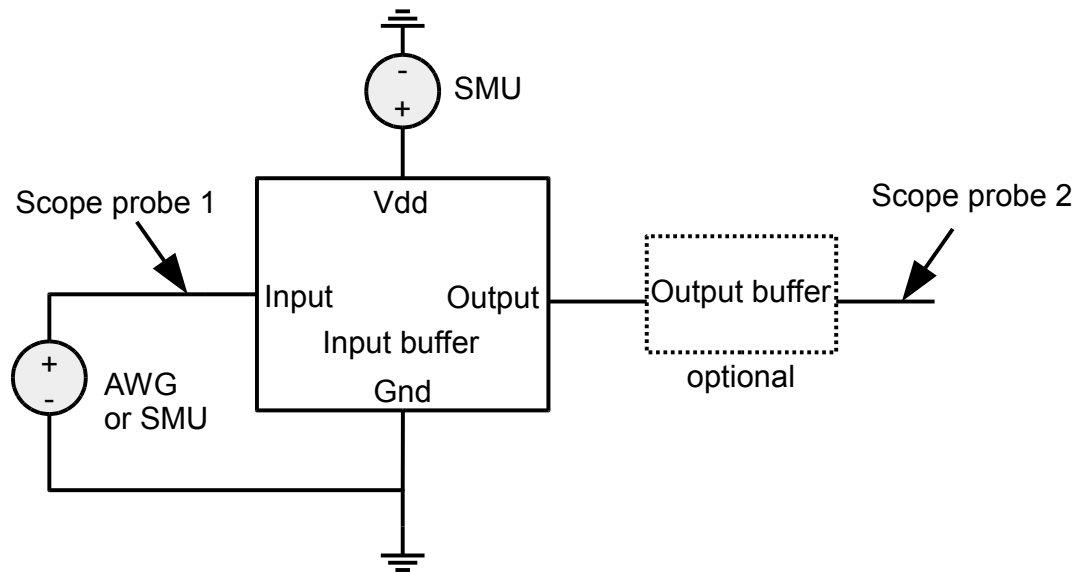 -
+
SMU
Scope probe 1
Vdd
Scope probe 2
Input
Output
Output buffer
Input buffer
optional
+
-
AWG
or SMU
Gnd